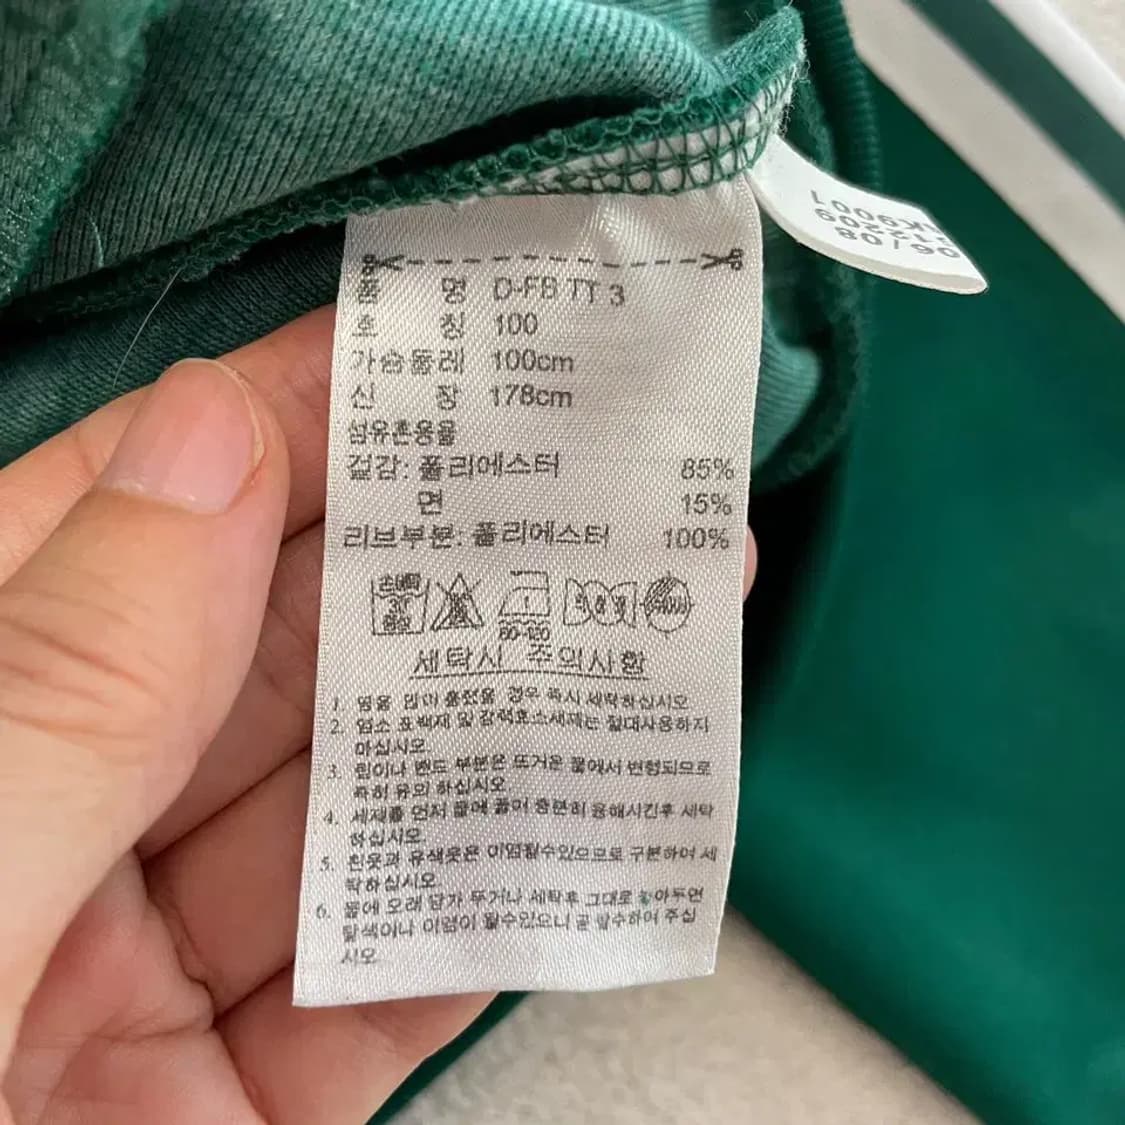 품 명 D-FB TT 3
호 칭 100
가슴둘레 100cm
신 장 178cm
섬유혼용율
겉감: 폴리에스터 85%
면 15%
리브부분: 폴리에스터 100%
80-120
세탁시 주의사항
1 땀을 많이 흘렸을 경우 즉시 세탁하십시오
2. 염소 표백제 및 강력효소세제는 절대사용하지
마십시오
3. 립이나 밴드 부분은 뜨거운 물에서 변형되므로
특히 유의 하십시오
4. 세제를 먼저 물에 풀어 충분히 용해시킨후 세탁
하십시오
5. 흰옷과 유색옷은 이염될수있으므로 구분하여 세
탁하십시오
6. 물에 오래 담가 두거나 세탁후 그대로 놓아두면
탈색이나 이염이 될수있으니 곧 탈수하여 주십
시오
06/08
212209
AK9001